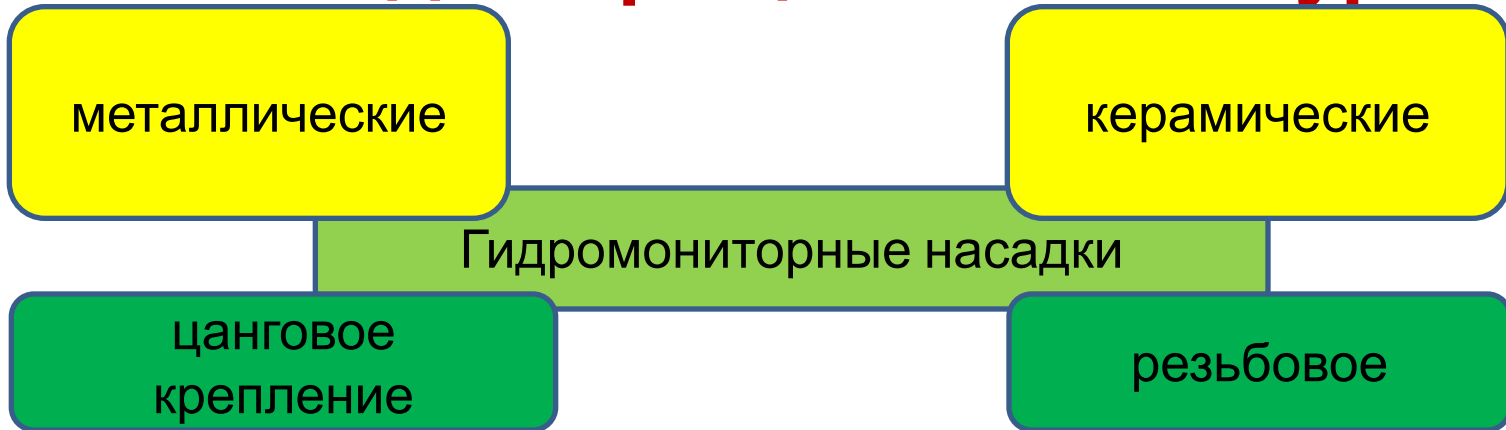 металлические
керамические
Гидромониторные насадки
цанговое
крепление
резьбовое